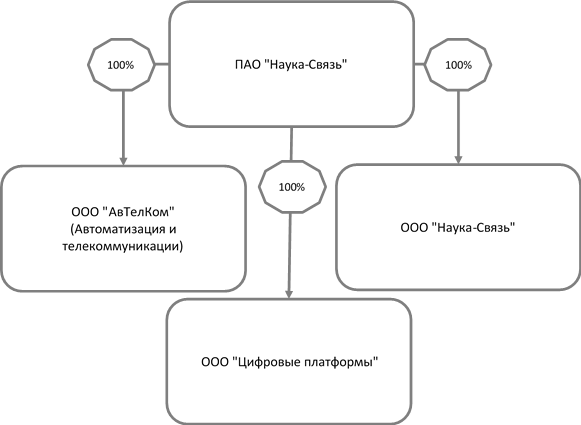 ПАО "Наука-Связь"
100%
100%
100%
ООО "АвТелКом"
(Автоматизация и
телекоммуникации)
ООО "Наука-Связь"
ООО "Цифровые платформы"